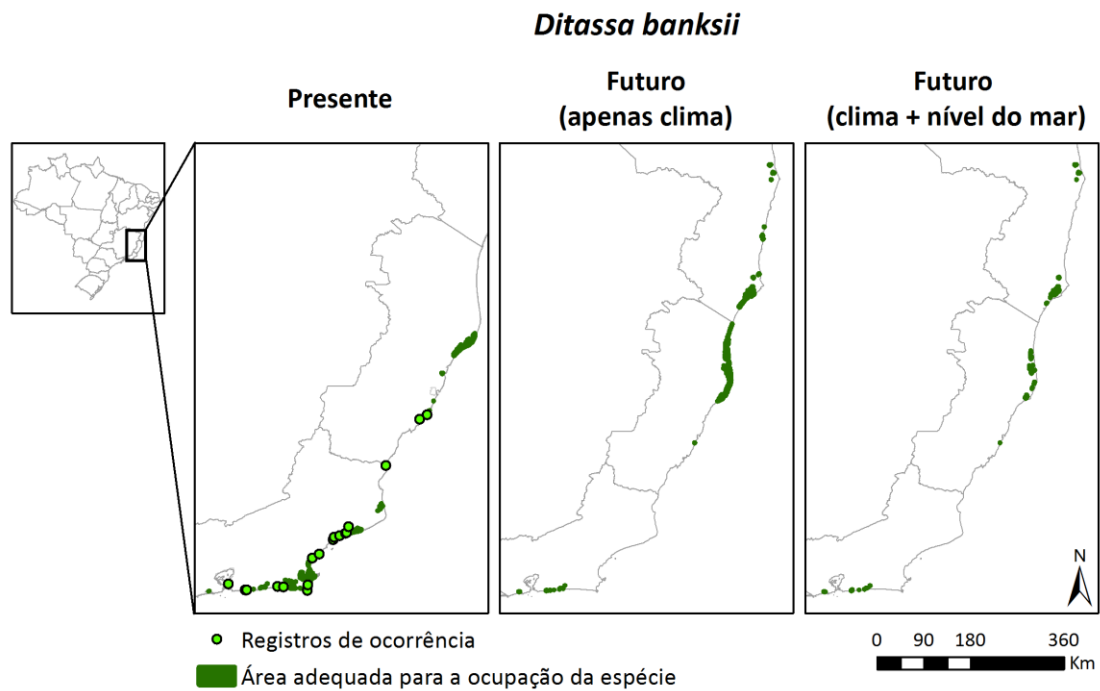 Ditassa banksii
Presente
Futuro
(apenas clima)
Futuro
(clima + nível do mar)
N
Registros de ocorrência
Área adequada para a ocupação da espécie
0 90 180 360
Km